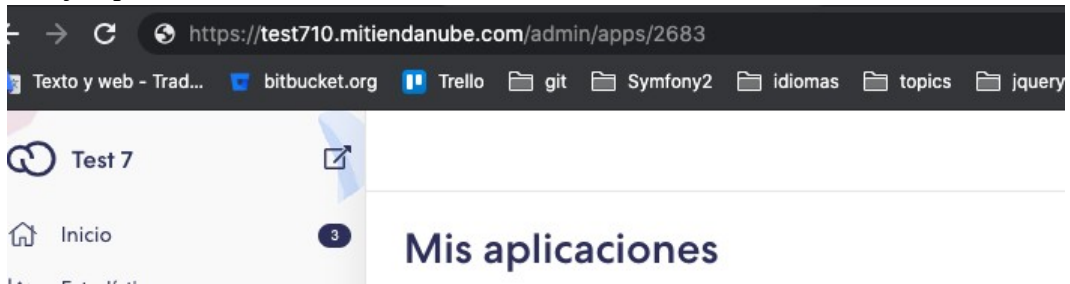 https://test710.mitiendanube.com/admin/apps/2683
Texto y web - Trad... bitbucket.org Trello git Symfony2 idiomas topics jquery
Test 7
Inicio 3
Mis aplicaciones